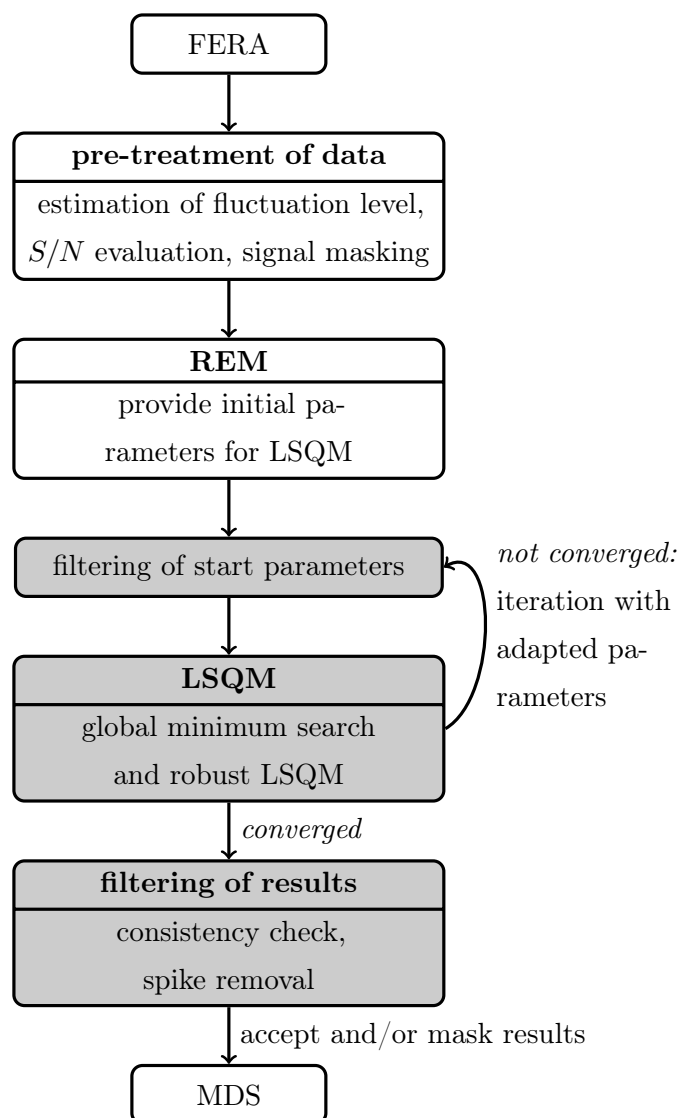 FERA
pre-treatment of data
estimation of fluctuation level,
S/N evaluation, signal masking
REM
provide initial pa-
rameters for LSQM
filtering of start parameters
not converged:
iteration with
adapted pa-
rameters
LSQM
global minimum search
and robust LSQM
converged
filtering of results
consistency check,
spike removal
accept and/or mask results
MDS